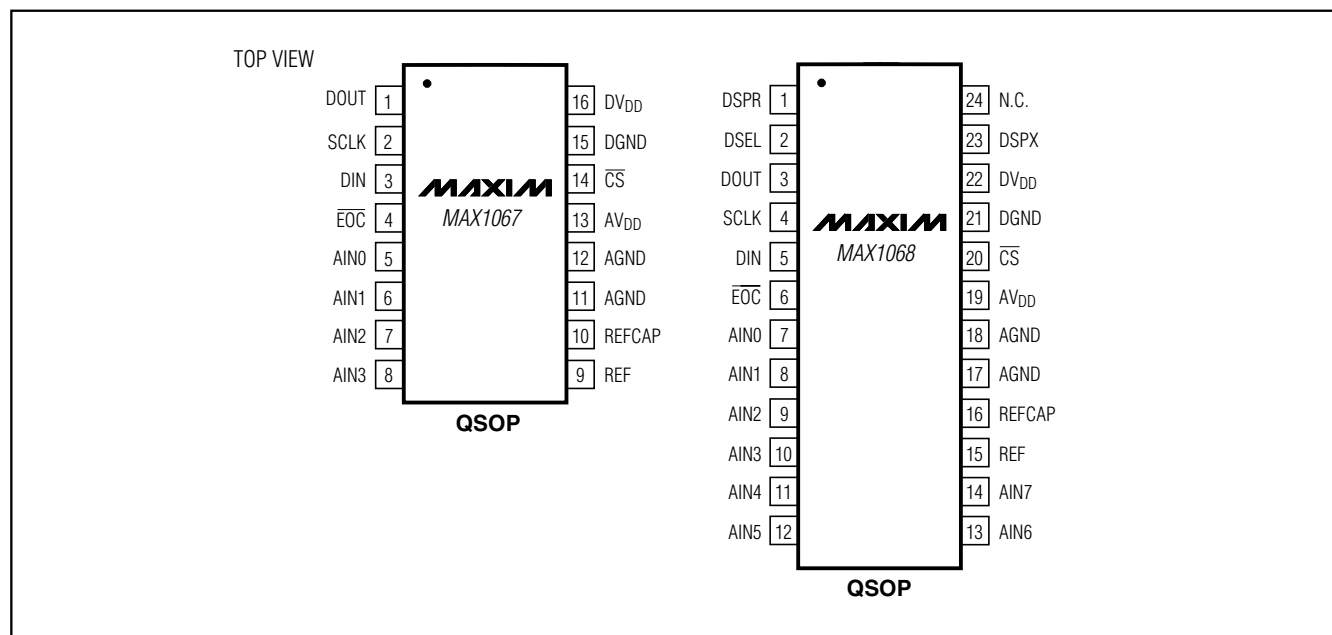 TOP VIEW
DOUT 1
SCLK 2
DIN 3
EOC 4
AIN0 5
AIN1 6
AIN2 7
AIN3 8
MAXIM
MAX1067
16 DVDD
15 DGND
14 CS
13 AVDD
12 AGND
11 AGND
10 REFCAP
9 REF
QSOP
DSPR 1
DSEL 2
DOUT 3
SCLK 4
DIN 5
EOC 6
AIN0 7
AIN1 8
AIN2 9
AIN3 10
AIN4 11
AIN5 12
MAXIM
MAX1068
24 N.C.
23 DSPX
22 DVDD
21 DGND
20 CS
19 AVDD
18 AGND
17 AGND
16 REFCAP
15 REF
14 AIN7
13 AIN6
QSOP